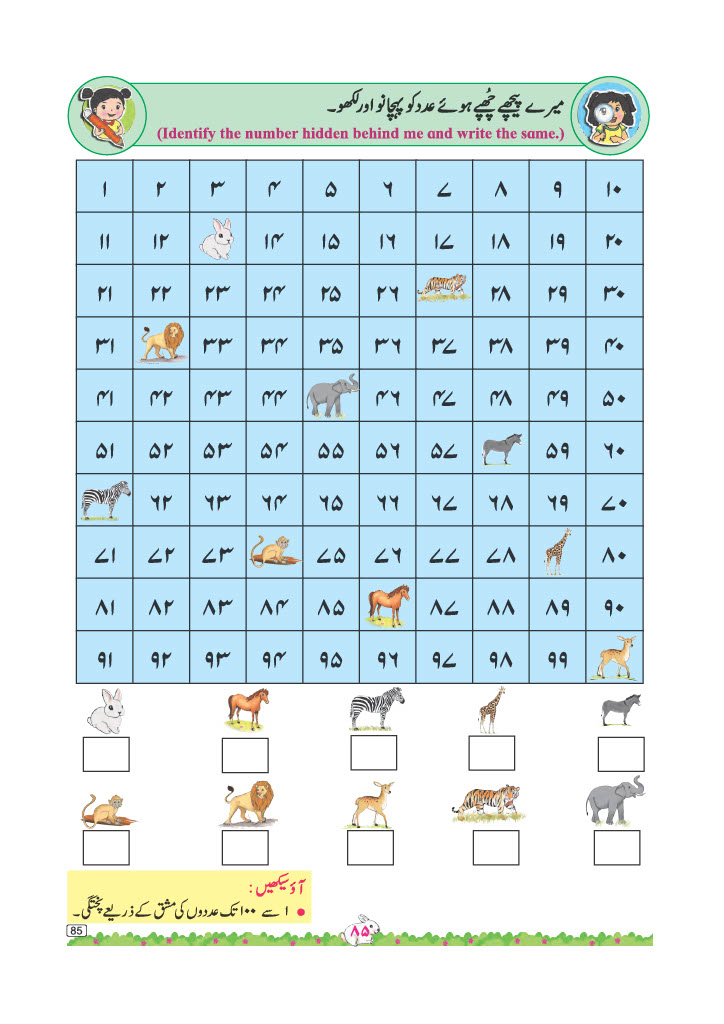 میرے پیچھے چُھپے ہوئے عدد کو پہچانو اور لکھو۔
(Identify the number hidden behind me and write the same.)
۱ ۲ ۳ ۴ ۵ ۶ ۷ ۸ ۹ ۱۰
۱۱ ۱۲ ۱۴ ۱۵ ۱۶ ۱۷ ۱۸ ۱۹ ۲۰
۲۱ ۲۲ ۲۳ ۲۴ ۲۵ ۲۶ ۲۸ ۲۹ ۳۰
۳۱ ۳۳ ۳۴ ۳۵ ۳۶ ۳۷ ۳۸ ۳۹ ۴۰
۴۱ ۴۲ ۴۳ ۴۴ ۴۶ ۴۷ ۴۸ ۴۹ ۵۰
۵۱ ۵۲ ۵۳ ۵۴ ۵۵ ۵۶ ۵۷ ۵۹ ۶۰
۶۲ ۶۳ ۶۴ ۶۵ ۶۶ ۶۷ ۶۸ ۶۹ ۷۰
۷۱ ۷۲ ۷۳ ۷۵ ۷۶ ۷۷ ۷۸ ۸۰
۸۱ ۸۲ ۸۳ ۸۴ ۸۵ ۸۷ ۸۸ ۸۹ ۹۰
۹۱ ۹۲ ۹۳ ۹۴ ۹۵ ۹۶ ۹۷ ۹۸ ۹۹
آؤ سیکھیں:
• ۱ سے ۱۰۰ تک عددوں کی مشق کے ذریعے پختگی۔
85
۸۵